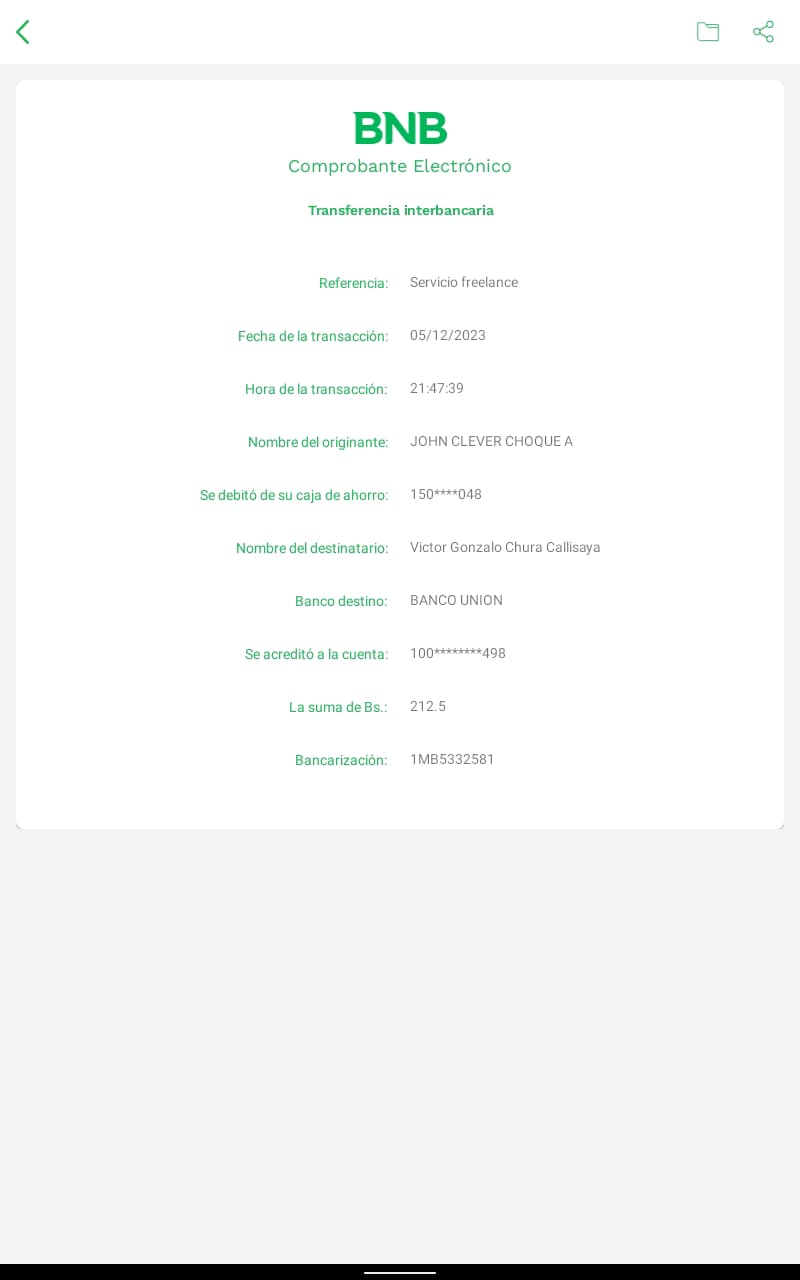 BNB
Comprobante Electrónico
Transferencia interbancaria
Referencia: Servicio freelance
Fecha de la transacción: 05/12/2023
Hora de la transacción: 21:47:39
Nombre del originante: JOHN CLEVER CHOQUE A
Se debitó de su caja de ahorro: 150****048
Nombre del destinatario: Victor Gonzalo Chura Callisaya
Banco destino: BANCO UNION
Se acreditó a la cuenta: 100********498
La suma de Bs.: 212.5
Bancarización: 1MB5332581